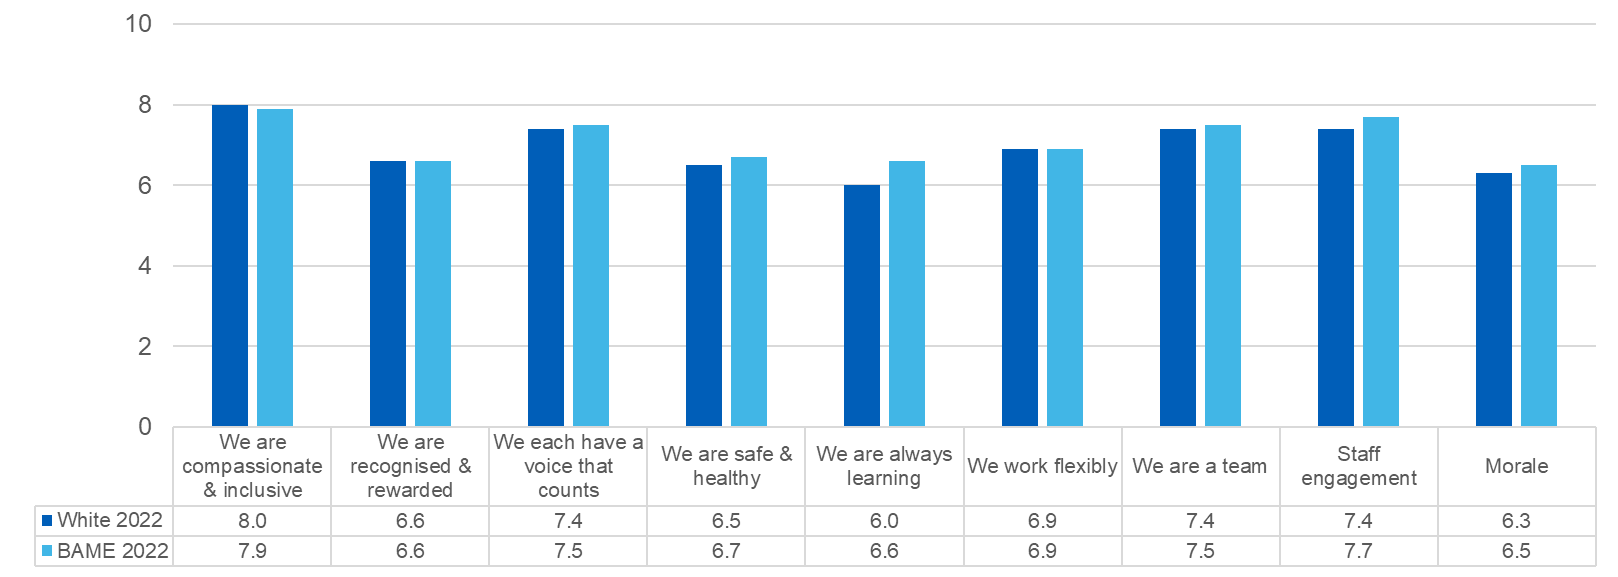 10
8
6
4
2
0
We are compassionate & inclusive
We are recognised & rewarded
We each have a voice that counts
We are safe & healthy
We are always learning
We work flexibly
We are a team
Staff engagement
Morale
White 2022 8.0 6.6 7.4 6.5 6.0 6.9 7.4 7.4 6.3
BAME 2022 7.9 6.6 7.5 6.7 6.6 6.9 7.5 7.7 6.5